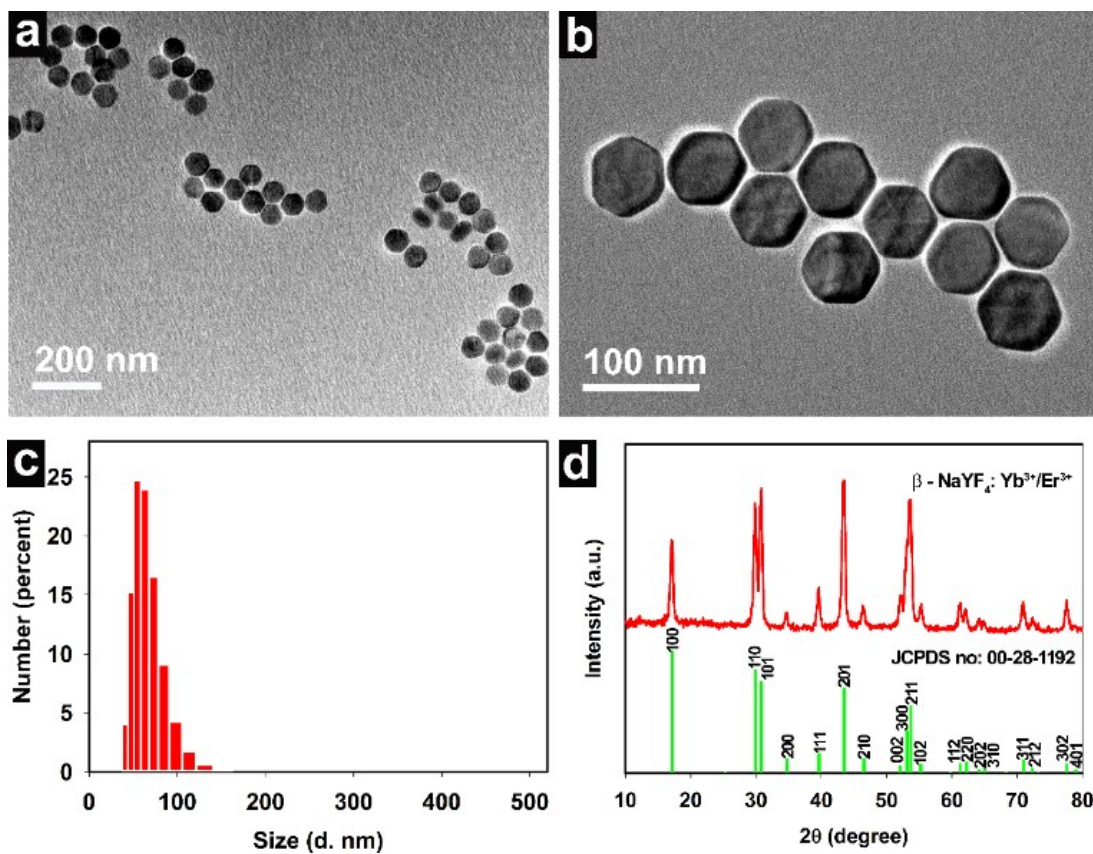 a
200 nm
b
100 nm
c
Number (percent)
25
20
15
10
5
0
0 100 200 300 400 500
Size (d. nm)
d
Intensity (a.u.)
β - NaYF₄: Yb³⁺/Er³⁺
JCPDS no: 00-28-1192
100
110
101
200
111
201
210
002
300
211
102
112
220
202
310
311
212
302
401
10 20 30 40 50 60 70 80
2θ (degree)